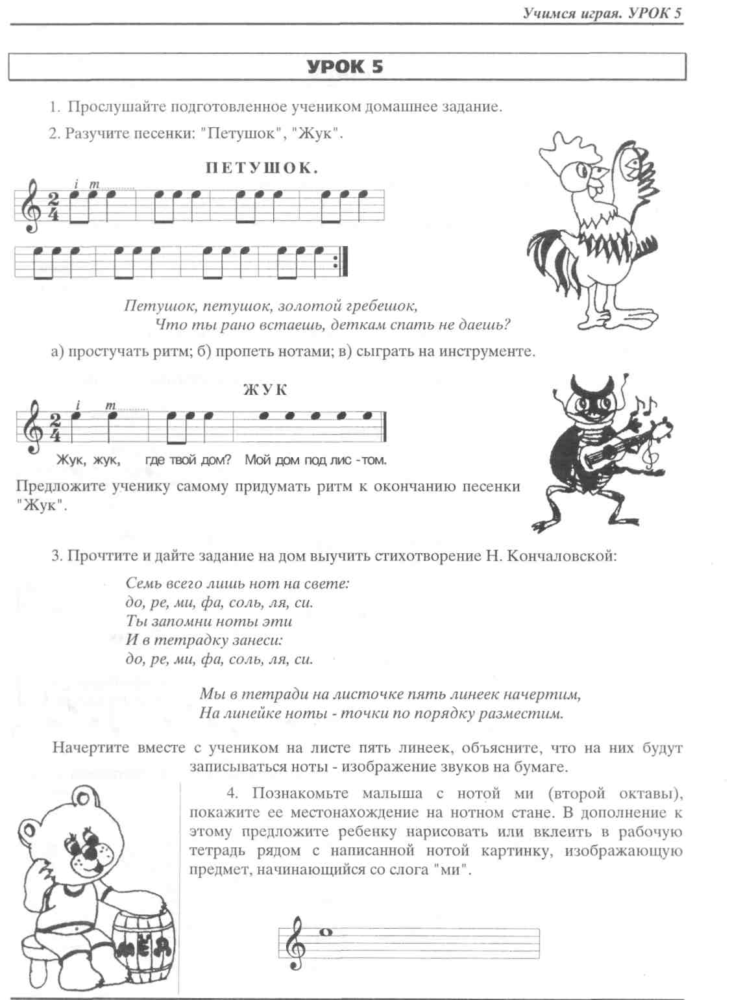 Учимся играя. УРОК 5
УРОК 5
1. Прослушайте подготовленное учеником домашнее задание.
2. Разучите песенки: "Петушок", "Жук".
ПЕТУШОК.
i m
2
4
Петушок, петушок, золотой гребешок,
Что ты рано встаешь, деткам спать не даешь?
а) простучать ритм; б) пропеть нотами; в) сыграть на инструменте.
ЖУК
i m
2
4
Жук, жук, где твой дом? Мой дом под лис -том.
Предложите ученику самому придумать ритм к окончанию песенки
"Жук".
3. Прочтите и дайте задание на дом выучить стихотворение Н. Кончаловской:
Семь всего лишь нот на свете:
до, ре, ми, фа, соль, ля, си.
Ты запомни ноты эти
И в тетрадку занеси:
до, ре, ми, фа, соль, ля, си.
Мы в тетради на листочке пять линеек начертим,
На линейке ноты - точки по порядку разместим.
Начертите вместе с учеником на листе пять линеек, объясните, что на них будут
записываться ноты - изображение звуков на бумаге.
4. Познакомьте малыша с нотой ми (второй октавы),
покажите ее местонахождение на нотном стане. В дополнение к
этому предложите ребенку нарисовать или вклеить в рабочую
тетрадь рядом с написанной нотой картинку, изображающую
предмет, начинающийся со слога "ми".
МЁД